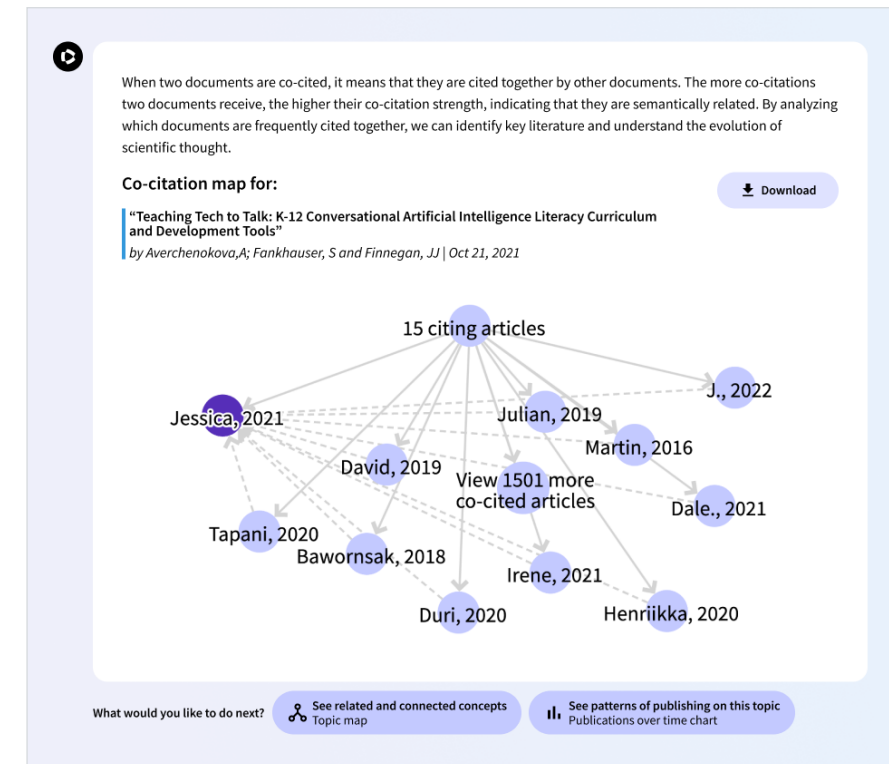 When two documents are co-cited, it means that they are cited together by other documents. The more co-citations
two documents receive, the higher their co-citation strength, indicating that they are semantically related. By analyzing
which documents are frequently cited together, we can identify key literature and understand the evolution of
scientific thought.
Co-citation map for:
Download
“Teaching Tech to Talk: K-12 Conversational Artificial Intelligence Literacy Curriculum
and Development Tools”
by Averchenokova,A; Fankhauser, S and Finnegan, JJ | Oct 21, 2021
15 citing articles
J., 2022
Jessica, 2021
Julian, 2019
Martin, 2016
David, 2019
View 1501 more
co-cited articles
Dale., 2021
Tapani, 2020
Bawornsak, 2018
Irene, 2021
Duri, 2020
Henriikka, 2020
What would you like to do next?
See related and connected concepts
Topic map
See patterns of publishing on this topic
Publications over time chart